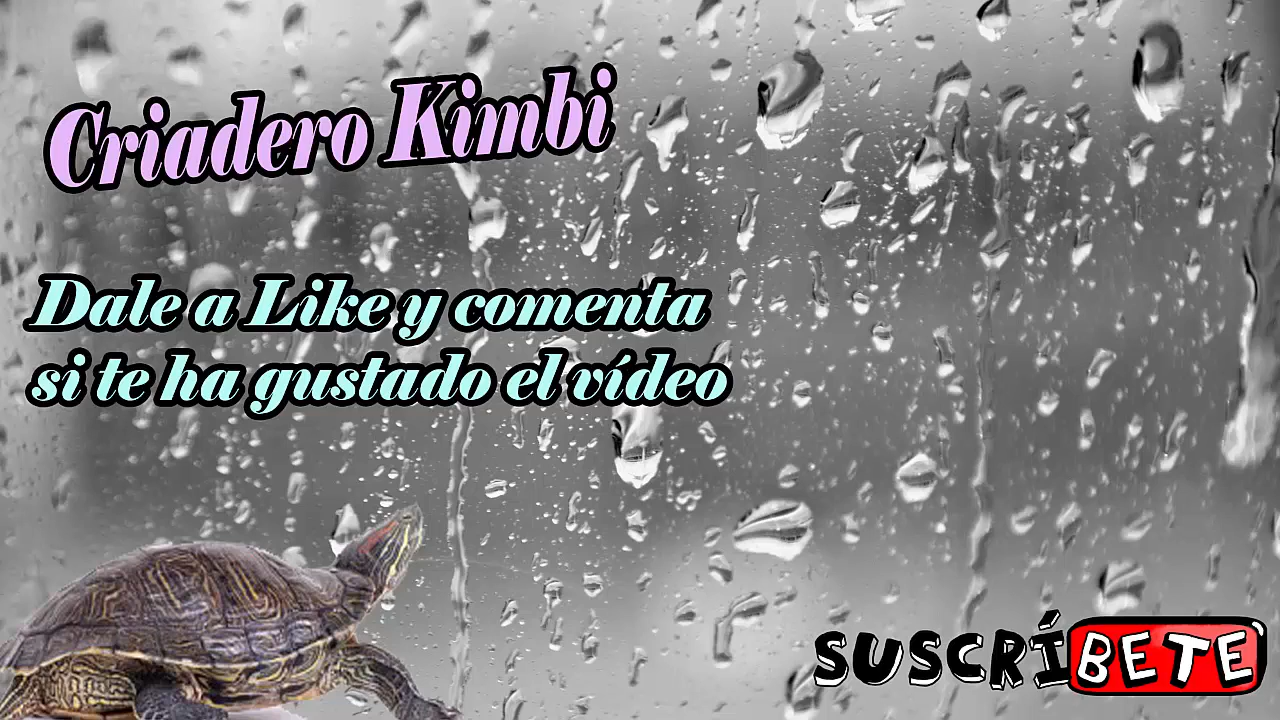 Criadero Kimbi
Dale a Like y comenta
si te ha gustado el vídeo
SUSCRÍBETE